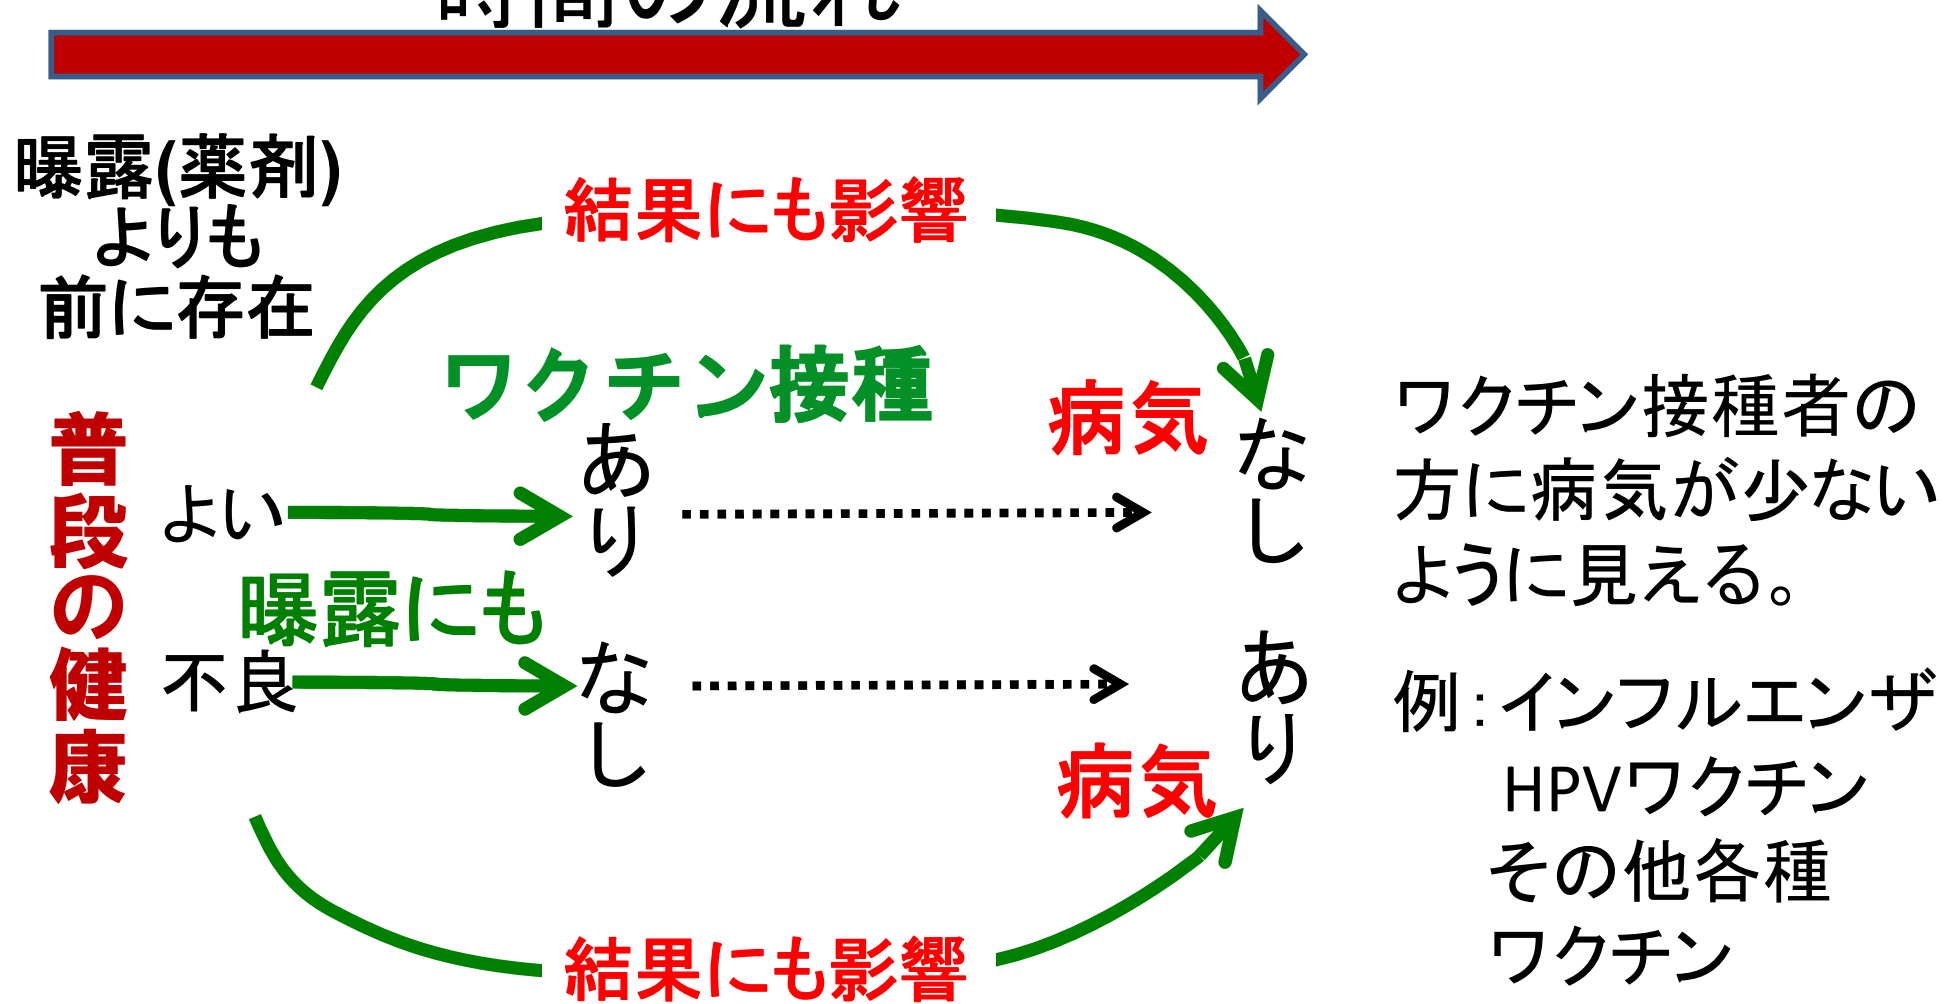 時間の流れ
曝露(薬剤)
よりも
前に存在
結果にも影響
ワクチン接種
普段の健康
よい
あり
病気
なし
曝露にも
不良
なし
病気
あり
結果にも影響
ワクチン接種者の
方に病気が少ない
ように見える。
例：インフルエンザ
HPVワクチン
その他各種
ワクチン